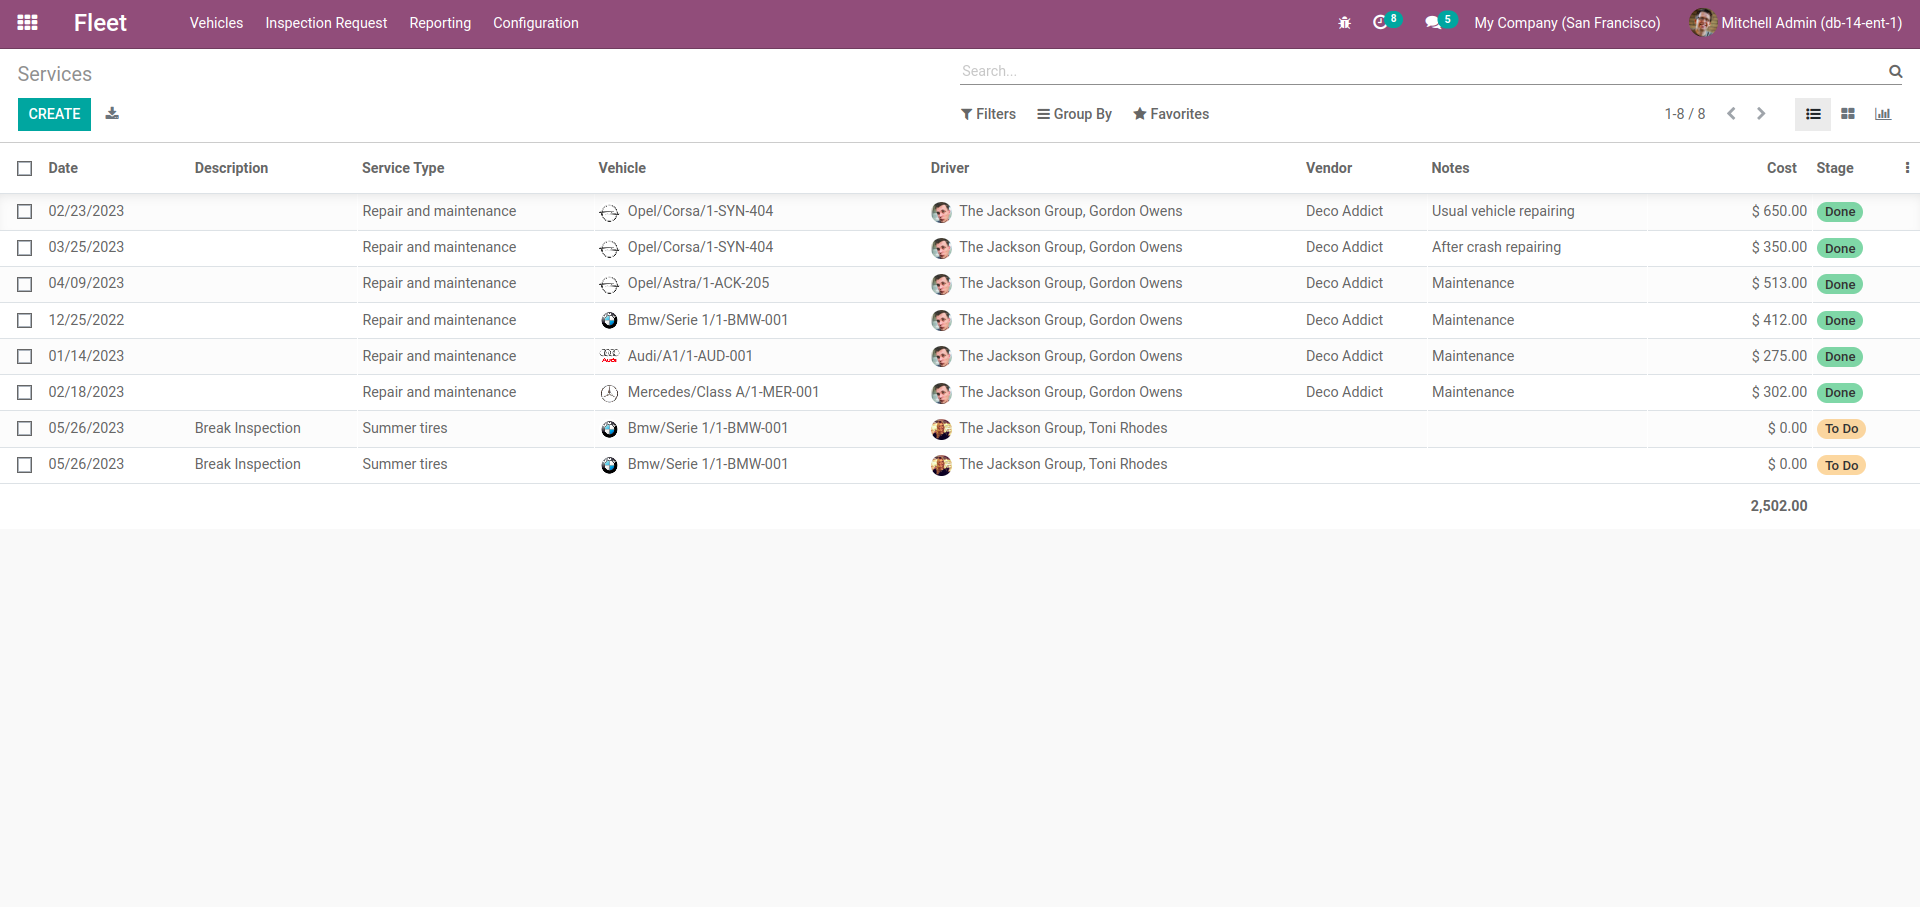 Fleet Vehicles Inspection Request Reporting Configuration 8 5 My Company (San Francisco) Mitchell Admin (db-14-ent-1)
Services Search...
CREATE Filters Group By Favorites 1-8 / 8
Date Description Service Type Vehicle Driver Vendor Notes Cost Stage
02/23/2023 Repair and maintenance Opel/Corsa/1-SYN-404 The Jackson Group, Gordon Owens Deco Addict Usual vehicle repairing $ 650.00 Done
03/25/2023 Repair and maintenance Opel/Corsa/1-SYN-404 The Jackson Group, Gordon Owens Deco Addict After crash repairing $ 350.00 Done
04/09/2023 Repair and maintenance Opel/Astra/1-ACK-205 The Jackson Group, Gordon Owens Deco Addict Maintenance $ 513.00 Done
12/25/2022 Repair and maintenance Bmw/Serie 1/1-BMW-001 The Jackson Group, Gordon Owens Deco Addict Maintenance $ 412.00 Done
01/14/2023 Repair and maintenance Audi/A1/1-AUD-001 The Jackson Group, Gordon Owens Deco Addict Maintenance $ 275.00 Done
02/18/2023 Repair and maintenance Mercedes/Class A/1-MER-001 The Jackson Group, Gordon Owens Deco Addict Maintenance $ 302.00 Done
05/26/2023 Break Inspection Summer tires Bmw/Serie 1/1-BMW-001 The Jackson Group, Toni Rhodes $ 0.00 To Do
05/26/2023 Break Inspection Summer tires Bmw/Serie 1/1-BMW-001 The Jackson Group, Toni Rhodes $ 0.00 To Do
2,502.00